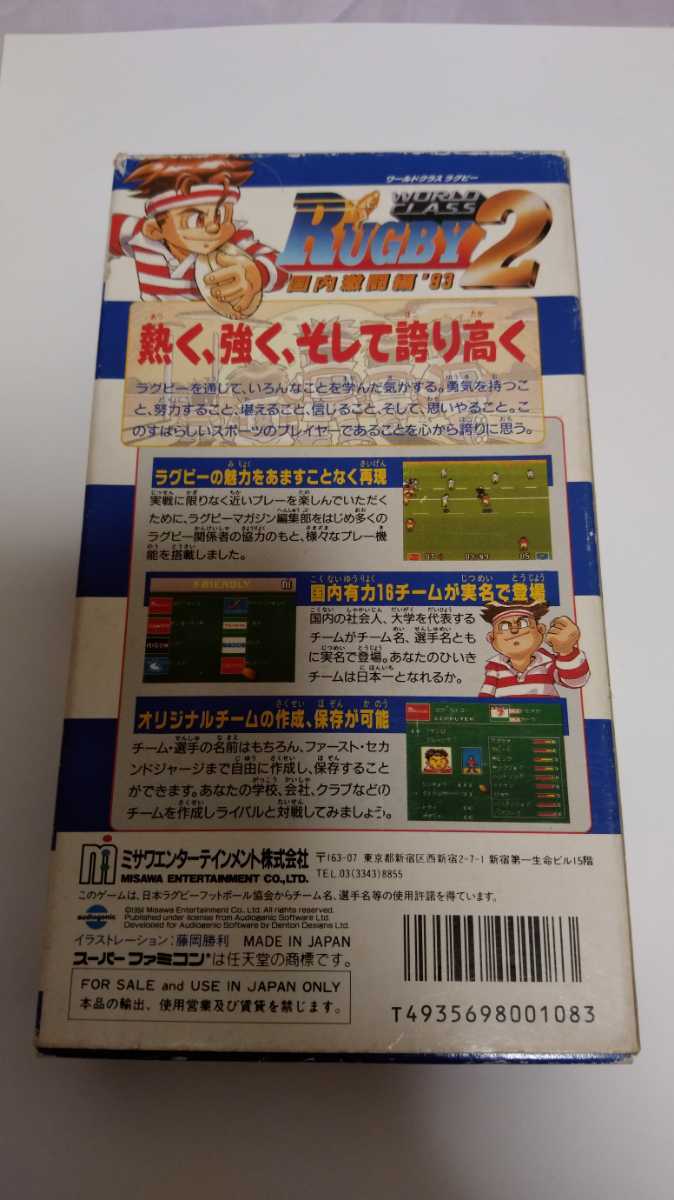 ワールドクラス ラグビー
WORLD CLASS
RUGBY 2
国内激闘編'93
熱く、強く、そして誇り高く
ラグビーを通じて、いろんなことを学んだ気がする。勇気を持つこ
と、努力すること、堪えること、信じること、そして、思いやること。こ
のすばらしいスポーツのプレイヤーであることを心から誇りに思う。
ラグビーの魅力をあますことなく再現
実戦に限りなく近いプレーを楽しんでいただく
ために、ラグビーマガジン編集部をはじめ多くの
ラグビー関係者の協力のもと、様々なプレー機
能を搭載しました。
FRIENDLY
国内有力16チームが実名で登場
国内の社会人、大学を代表する
チームがチーム名、選手名とも
に実名で登場。あなたのひいき
チームは日本一となれるか。
オリジナルチームの作成、保存が可能
チーム・選手の名前はもちろん、ファースト・セカ
ンドジャージまで自由に作成し、保存すること
ができます。あなたの学校、会社、クラブなどの
チームを作成しライバルと対戦してみましょう。
ミサワエンターテインメント株式会社
MISAWA ENTERTAINMENT CO.,LTD.
〒163-07 東京都新宿区西新宿2-7-1 新宿第一生命ビル15階
TEL.03(3343)8855
このゲームは、日本ラグビーフットボール協会からチーム名、選手名等の使用許諾を得ています。
audiogenic
©1994 Misawa Entertainment Co.,Ltd. All rights reserved.
Published under license from Audiogenic Software Ltd.
Developed for Audiogenic Software by Denton Designs Ltd.
イラストレーション:藤岡勝利 MADE IN JAPAN
スーパーファミコン®は任天堂の商標です。
FOR SALE and USE IN JAPAN ONLY
本品の輸出、使用営業及び賃貸を禁じます。
T4935698001083